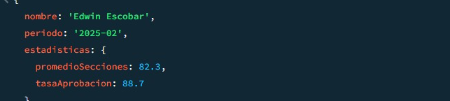 {
nombre: 'Edwin Escobar',
periodo: '2025-02',
estadisticas: {
promedioSecciones: 82.3,
tasaAprobacion: 88.7
}